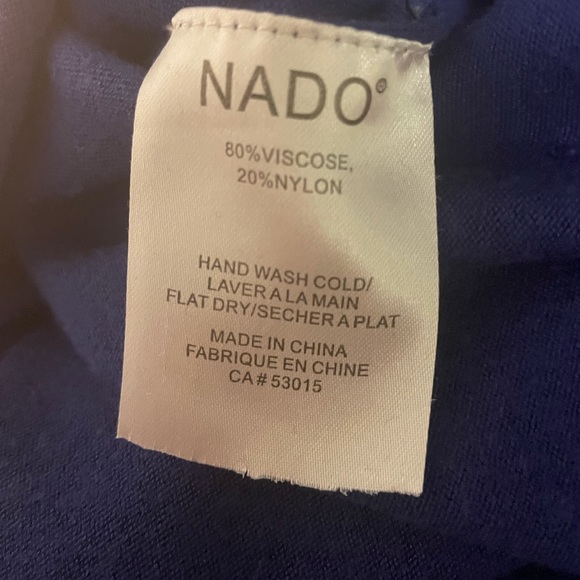 NADO®
80%VISCOSE,
20%NYLON
HAND WASH COLD/
LAVER A LA MAIN
FLAT DRY/SECHER A PLAT
MADE IN CHINA
FABRIQUE EN CHINE
CA # 53015